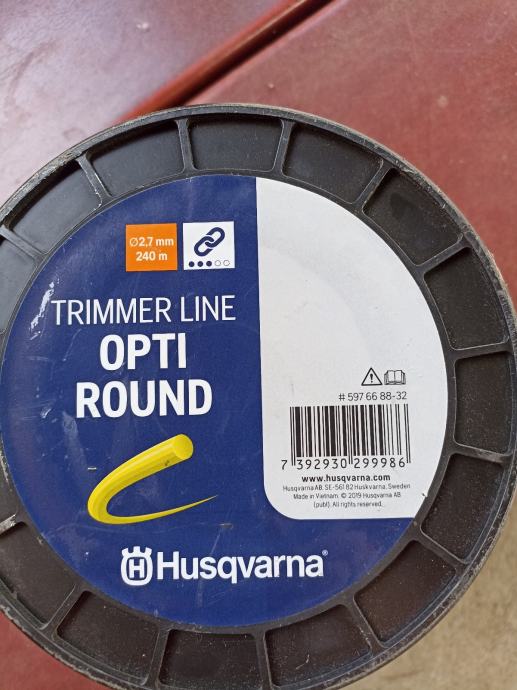 Ø2,7 mm
240 m
TRIMMER LINE
OPTI
ROUND
# 597 66 88-32
7 392930 299986
www.husqvarna.com
Husqvarna AB, SE-561 82 Huskvarna, Sweden
Made in Vietnam. © 2019 Husqvarna AB
(publ). All rights reserved.
H Husqvarna®